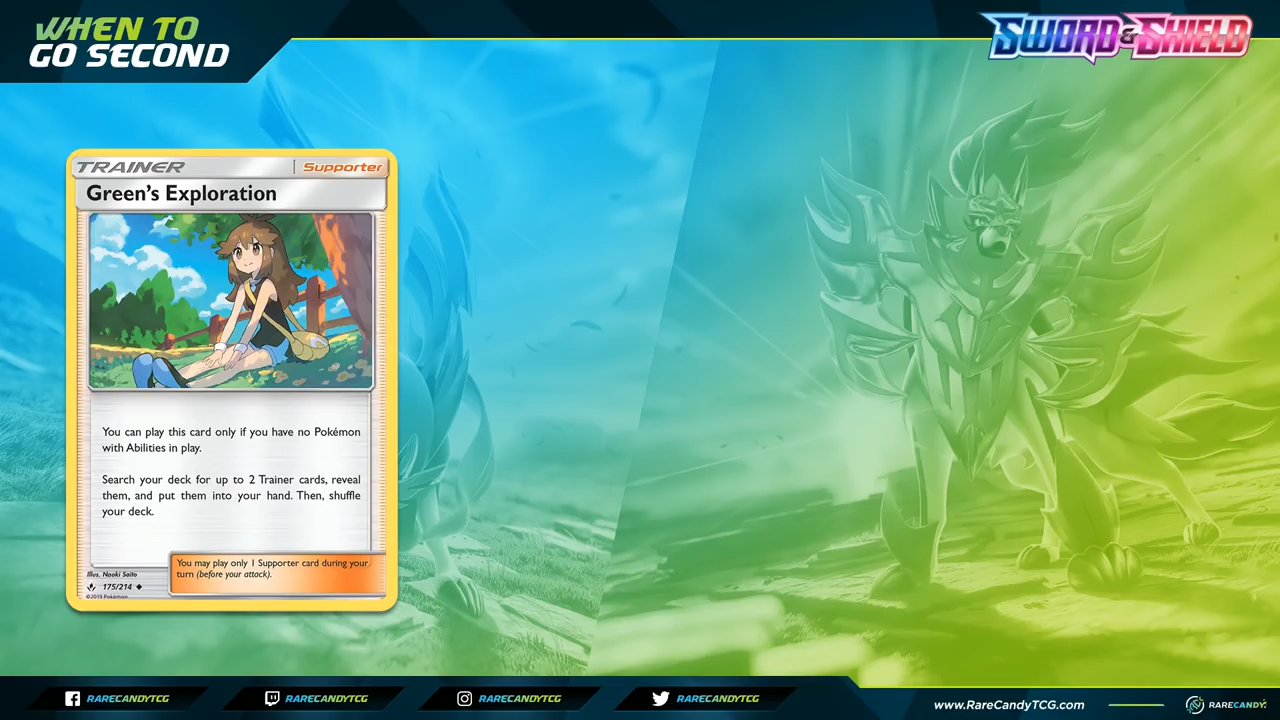 WHEN TO
GO SECOND
SWORD & SHIELD
TRAINER | Supporter
Green's Exploration
You can play this card only if you have no Pokémon
with Abilities in play.
Search your deck for up to 2 Trainer cards, reveal
them, and put them into your hand. Then, shuffle
your deck.
You may play only 1 Supporter card during your
turn (before your attack).
Illus. Naoki Saito
175/214
©2019 Pokémon
RARECANDYTCG
RARECANDYTCG
RARECANDYTCG
RARECANDYTCG
www.RareCandyTCG.com
RARECANDY